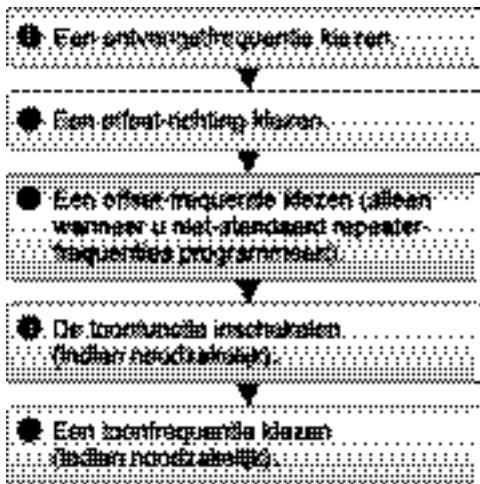 Een ontvangstfrequentie kiezen.
Een offset-richting kiezen.
Een offset-frequentie kiezen (alleen
wanneer u niet-standaard repeater-
frequenties programmeert).
De toonfunctie inschakelen
(indien noodzakelijk).
Een toonfrequentie kiezen
(indien noodzakelijk).